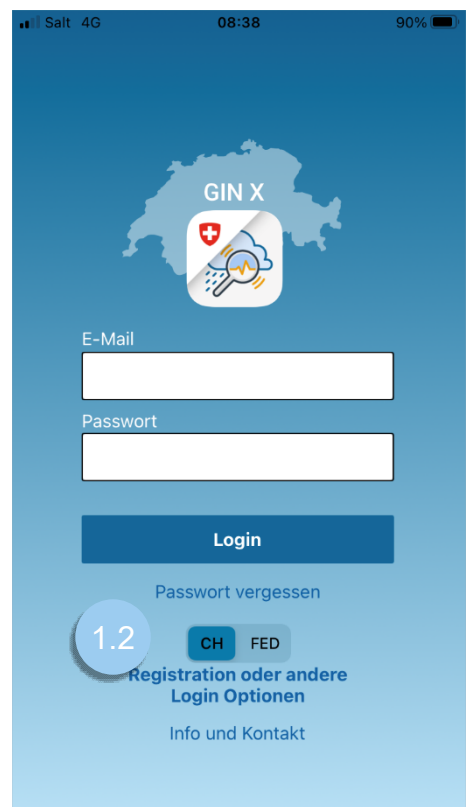 Salt 4G 08:38 90%
GIN X
E-Mail
Passwort
Login
Passwort vergessen
1.2
CH FED
Registration oder andere
Login Optionen
Info und Kontakt